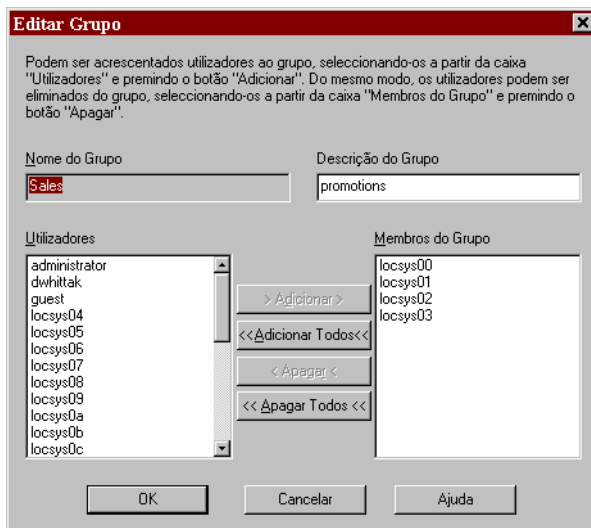 Editar Grupo
Podem ser acrescentados utilizadores ao grupo, seleccionando-os a partir da caixa
"Utilizadores" e premindo o botão "Adicionar". Do mesmo modo, os utilizadores podem ser
eliminados do grupo, seleccionando-os a partir da caixa "Membros do Grupo" e premindo o
botão "Apagar".
Nome do Grupo
Descrição do Grupo
Sales
promotions
Utilizadores
Membros do Grupo
administrator
dwhittak
guest
locsys04
locsys05
locsys06
locsys07
locsys08
locsys09
locsys0a
locsys0b
locsys0c
> Adicionar >
<<Adicionar Todos<<
< Apagar <
<< Apagar Todos <<
locsys00
locsys01
locsys02
locsys03
OK
Cancelar
Ajuda